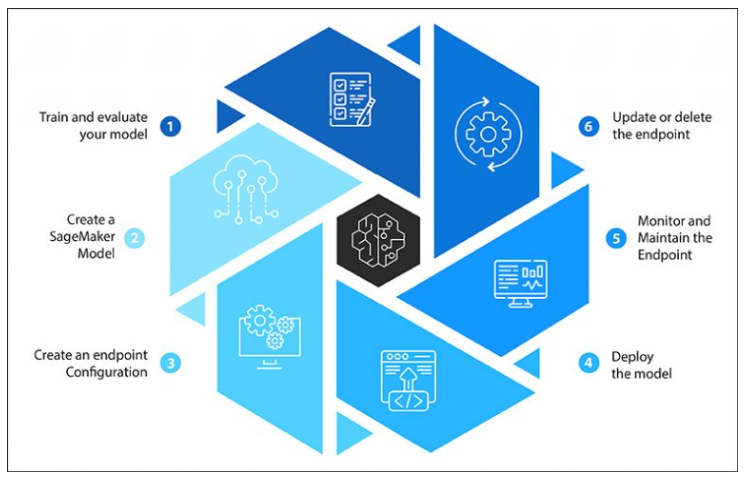 Train and evaluate
your model
1
Create a
SageMaker
Model
2
Create an endpoint
Configuration
3
Deploy
the model
4
Monitor and
Maintain the
Endpoint
5
Update or delete
the endpoint
6